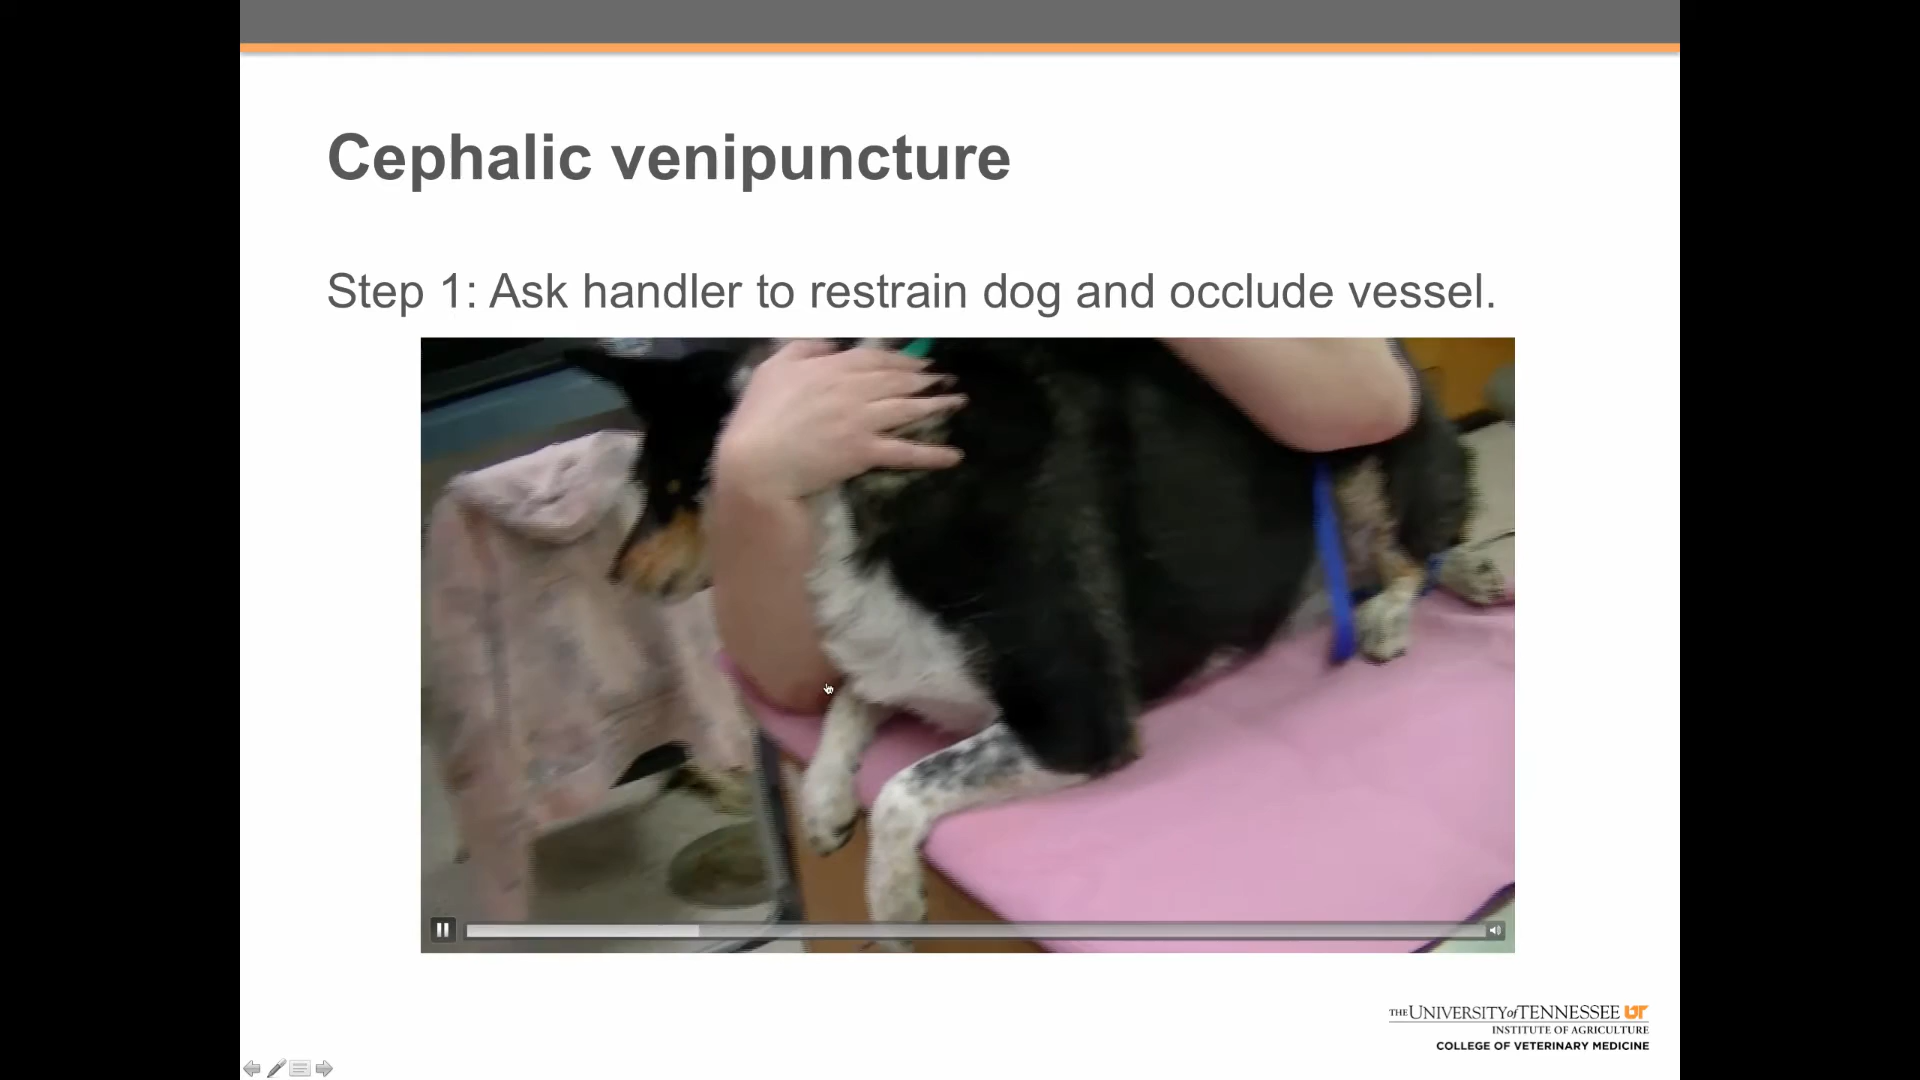 Cephalic venipuncture
Step 1: Ask handler to restrain dog and occlude vessel.
THE UNIVERSITY of TENNESSEE UT
INSTITUTE OF AGRICULTURE
COLLEGE OF VETERINARY MEDICINE